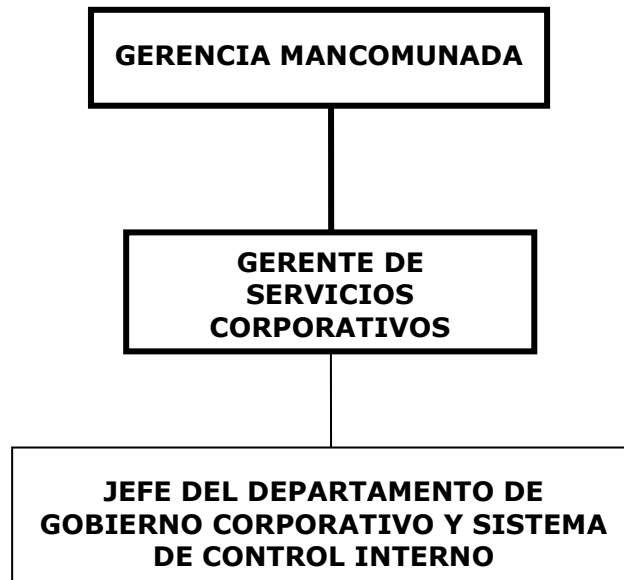 GERENCIA MANCOMUNADA
GERENTE DE
SERVICIOS
CORPORATIVOS
JEFE DEL DEPARTAMENTO DE
GOBIERNO CORPORATIVO Y SISTEMA
DE CONTROL INTERNO